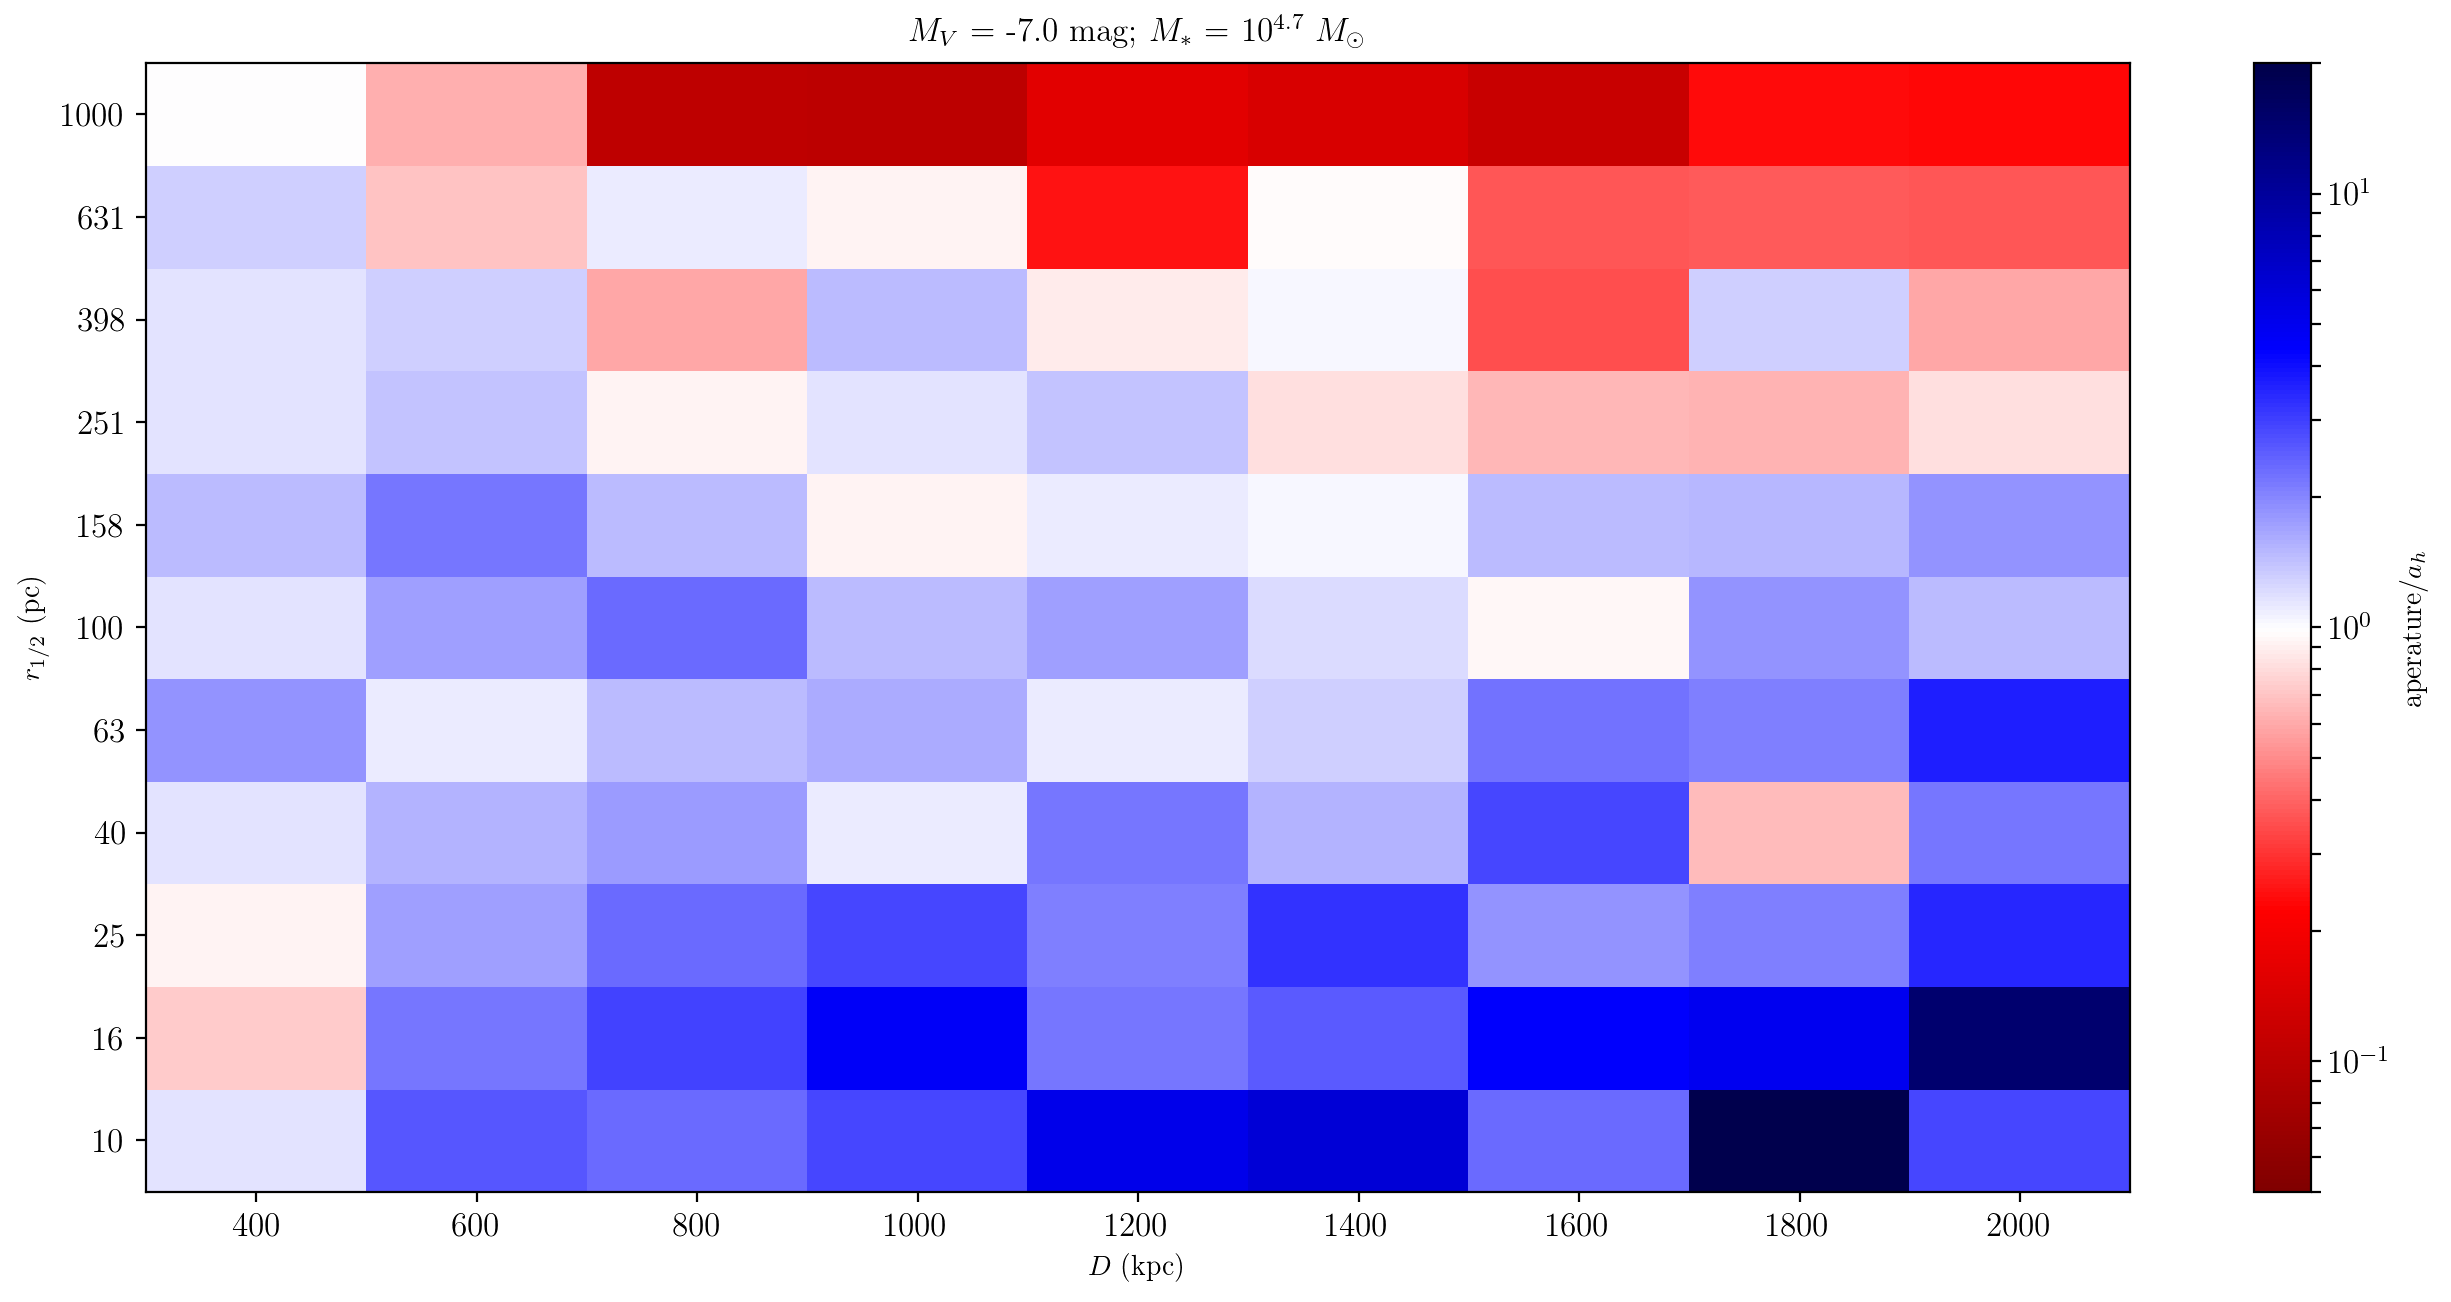 M_V = -7.0 mag; M_* = 10^{4.7} M_⊙
r_{1/2} (pc)
1000
631
398
251
158
100
63
40
25
16
10
400 600 800 1000 1200 1400 1600 1800 2000
D (kpc)
10^1
10^0
10^{-1}
aperature/a_h